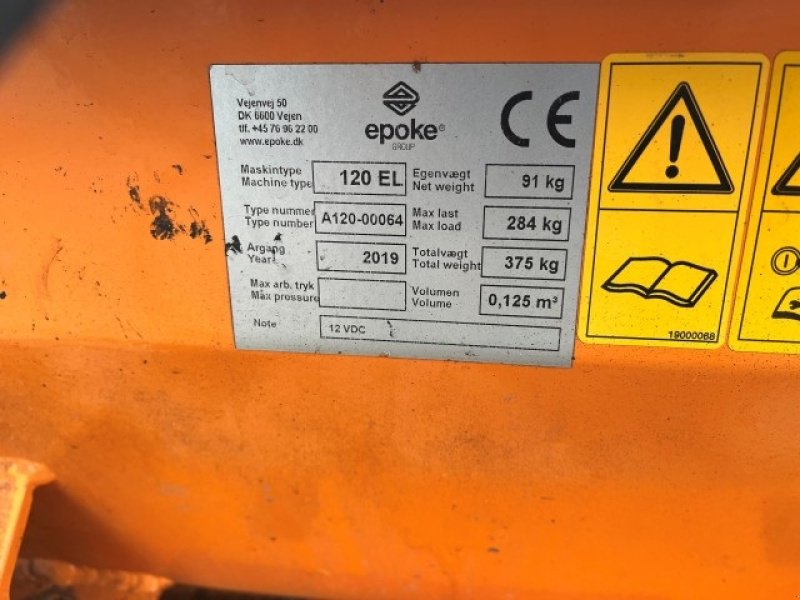 Vejenvej 50
DK 6600 Vejen
tlf. +45 76 96 22 00
www.epoke.dk
epoke®
GROUP
CE
Maskintype
Machine type
120 EL
Egenvægt
Net weight
91 kg
Type nummer
Type number
A120-00064
Max last
Max load
284 kg
Årgang
Year
2019
Totalvægt
Total weight
375 kg
Max arb. tryk
Max pressure
Volumen
Volume
0,125 m³
Note
12 VDC
19000068